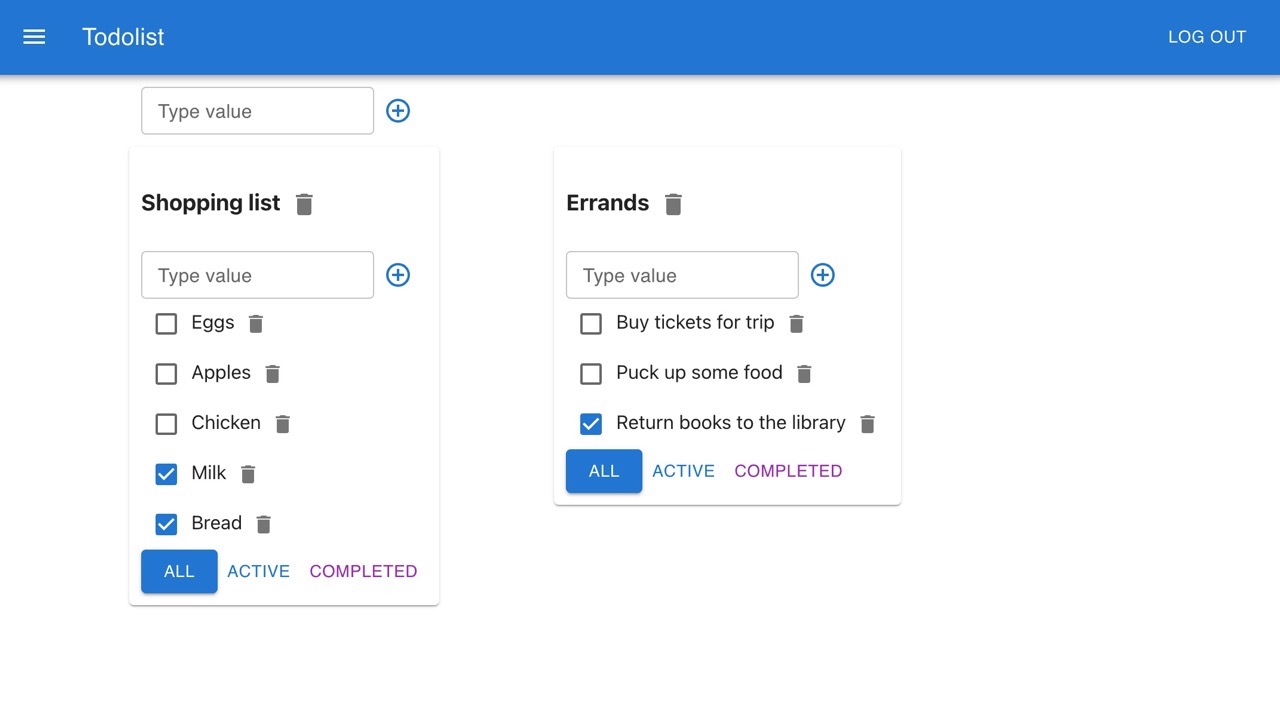 Todolist
LOG OUT
Type value
Shopping list
Type value
Eggs
Apples
Chicken
Milk
Bread
ALL ACTIVE COMPLETED
Errands
Type value
Buy tickets for trip
Puck up some food
Return books to the library
ALL ACTIVE COMPLETED